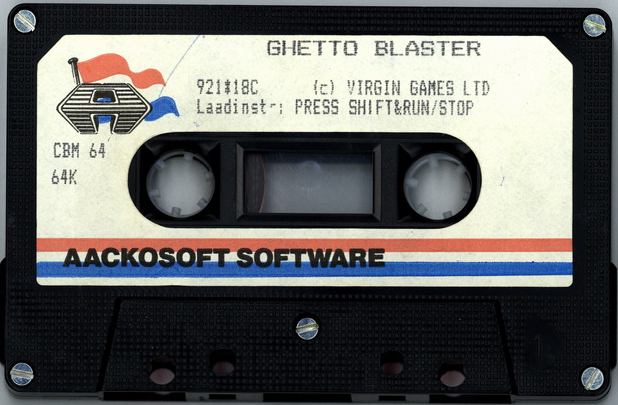 GHETTO BLASTER
921*18C (c) VIRGIN GAMES LTD
Laadinstr: PRESS SHIFT&RUN/STOP
CBM 64
64K
A
AACKOSOFT SOFTWARE